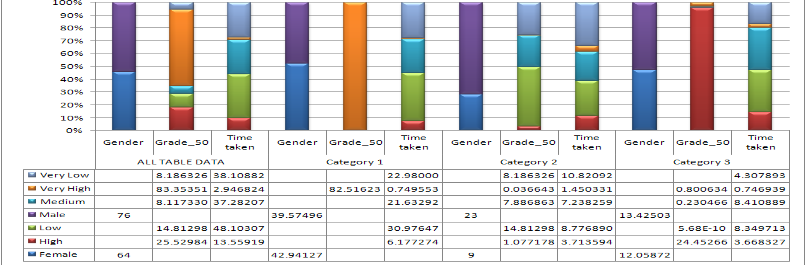 100%
90%
80%
70%
60%
50%
40%
30%
20%
10%
0%
Gender Grade_50 Time taken Gender Grade_50 Time taken Gender Grade_50 Time taken Gender Grade_50 Time taken
ALL TABLE DATA Category 1 Category 2 Category 3
Very Low 8.186326 38.10882 22.98000 8.186326 10.82092 4.307893
Very High 83.35351 2.946824 82.51623 0.749553 0.036643 1.450331 0.800634 0.746939
Medium 8.117330 37.28207 21.63292 7.886863 7.238259 0.230466 8.410889
Male 76 39.57496 23 13.42503
Low 14.81298 48.10307 30.97647 14.81298 8.776890 5.68E-10 8.349713
High 25.52984 13.55919 6.177274 1.077178 3.713594 24.45266 3.668327
Female 64 42.94127 9 12.05872